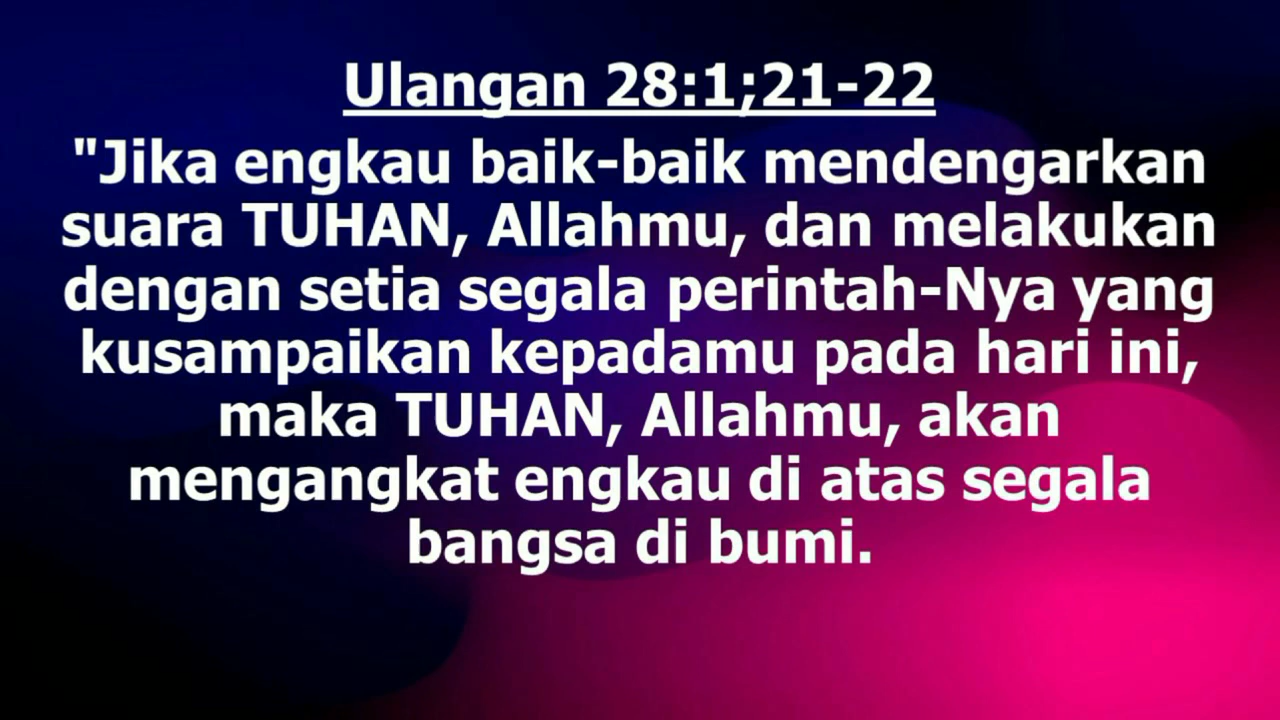 Ulangan 28:1;21-22
"Jika engkau baik-baik mendengarkan
suara TUHAN, Allahmu, dan melakukan
dengan setia segala perintah-Nya yang
kusampaikan kepadamu pada hari ini,
maka TUHAN, Allahmu, akan
mengangkat engkau di atas segala
bangsa di bumi.